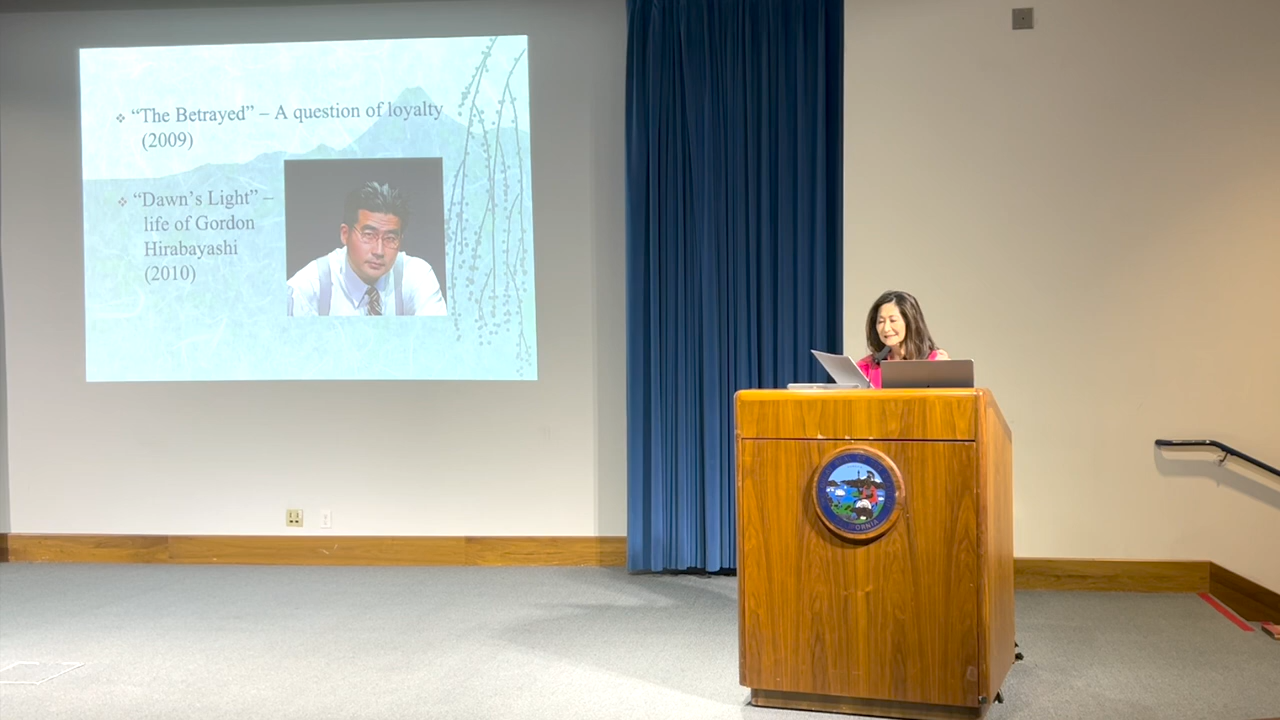 ❖ “The Betrayed” – A question of loyalty
(2009)
❖ “Dawn’s Light” –
life of Gordon
Hirabayashi
(2010)